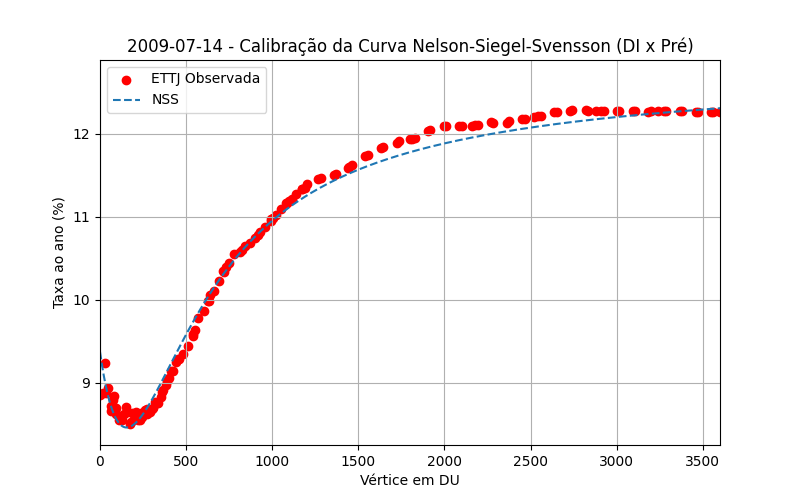 2009-07-14 - Calibração da Curva Nelson-Siegel-Svensson (DI x Pré)
ETTJ Observada
NSS
Taxa ao ano (%)
12
11
10
9
0 500 1000 1500 2000 2500 3000 3500
Vértice em DU